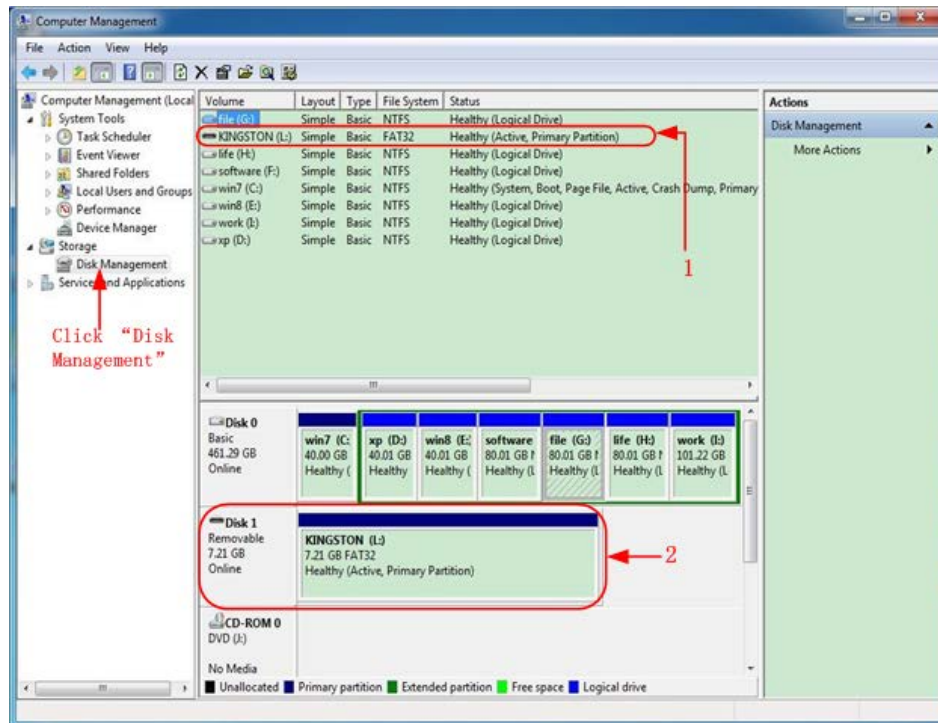 Computer Management
File Action View Help
Computer Management (Local
System Tools
Task Scheduler
Event Viewer
Shared Folders
Local Users and Groups
Performance
Device Manager
Storage
Disk Management
Services and Applications
Click “Disk
Management”
Volume Layout Type File System Status
file (G:) Simple Basic NTFS Healthy (Logical Drive)
KINGSTON (L:) Simple Basic FAT32 Healthy (Active, Primary Partition)
life (H:) Simple Basic NTFS Healthy (Logical Drive)
software (F:) Simple Basic NTFS Healthy (Logical Drive)
win7 (C:) Simple Basic NTFS Healthy (System, Boot, Page File, Active, Crash Dump, Primary
win8 (E:) Simple Basic NTFS Healthy (Logical Drive)
work (I:) Simple Basic NTFS Healthy (Logical Drive)
xp (D:) Simple Basic NTFS Healthy (Logical Drive)
1
Actions
Disk Management
More Actions
Disk 0
Basic
461.29 GB
Online
win7 (C: xp (D:) win8 (E: software file (G:) life (H:) work (I:)
40.00 GB 40.01 GB 40.01 GB 80.01 GB 80.01 GB 80.01 GB 101.22 GB
Healthy ( Healthy Healthy ( Healthy (L Healthy (L Healthy (L Healthy (L
Disk 1
Removable
7.21 GB
Online
KINGSTON (L:)
7.21 GB FAT32
Healthy (Active, Primary Partition)
2
CD-ROM 0
DVD (J:)
No Media
Unallocated Primary partition Extended partition Free space Logical drive